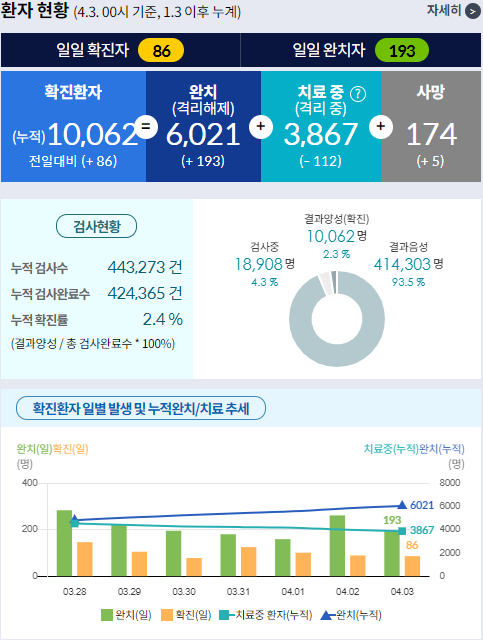 환자 현황 (4.3. 00시 기준, 1.3 이후 누계)
자세히 >
일일 확진자 86
일일 완치자 193
확진환자
(누적)10,062
전일대비 (+ 86)
=
완치
(격리해제)
6,021
(+ 193)
+
치료 중 ?
(격리 중)
3,867
(- 112)
+
사망
174
(+ 5)
검사현황
누적 검사수 443,273 건
누적 검사완료수 424,365 건
누적 확진률 2.4 %
(결과양성 / 총 검사완료수 * 100%)
결과양성(확진)
10,062 명
2.3 %
검사중
18,908 명
4.3 %
결과음성
414,303 명
93.5 %
확진환자 일별 발생 및 누적완치/치료 추세
완치(일)확진(일)
(명)
치료중(누적)완치(누적)
(명)
400
200
0
8000
6000
4000
2000
0
6021
193
3867
86
03.28 03.29 03.30 03.31 04.01 04.02 04.03
완치(일) 확진(일) 치료중 환자(누적) 완치(누적)